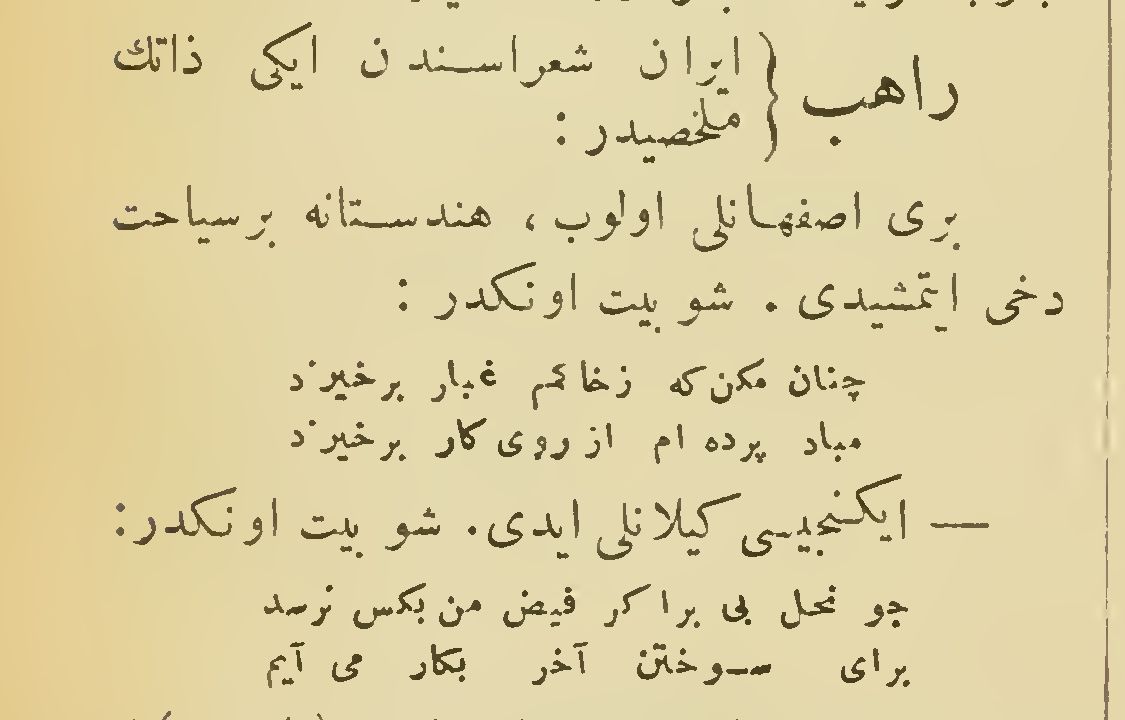 راهب } ایران شعراسندن ایکی ذاتك
مخلصیدر :
بری اصفهانلی اولوب ، هندستانه برسیاحت
دخی ایتمشیدی . شو بیت اونکدر :
چنان مکن که زخاکم غبار برخیزد
مباد پرده ام از روی کار برخیزد
— ایکنجیسی کیلانلی ایدی . شو بیت اونکدر :
جو نخل بی برا کر فیض من بکس نرسد
برای سوختن آخر بکار می آیم